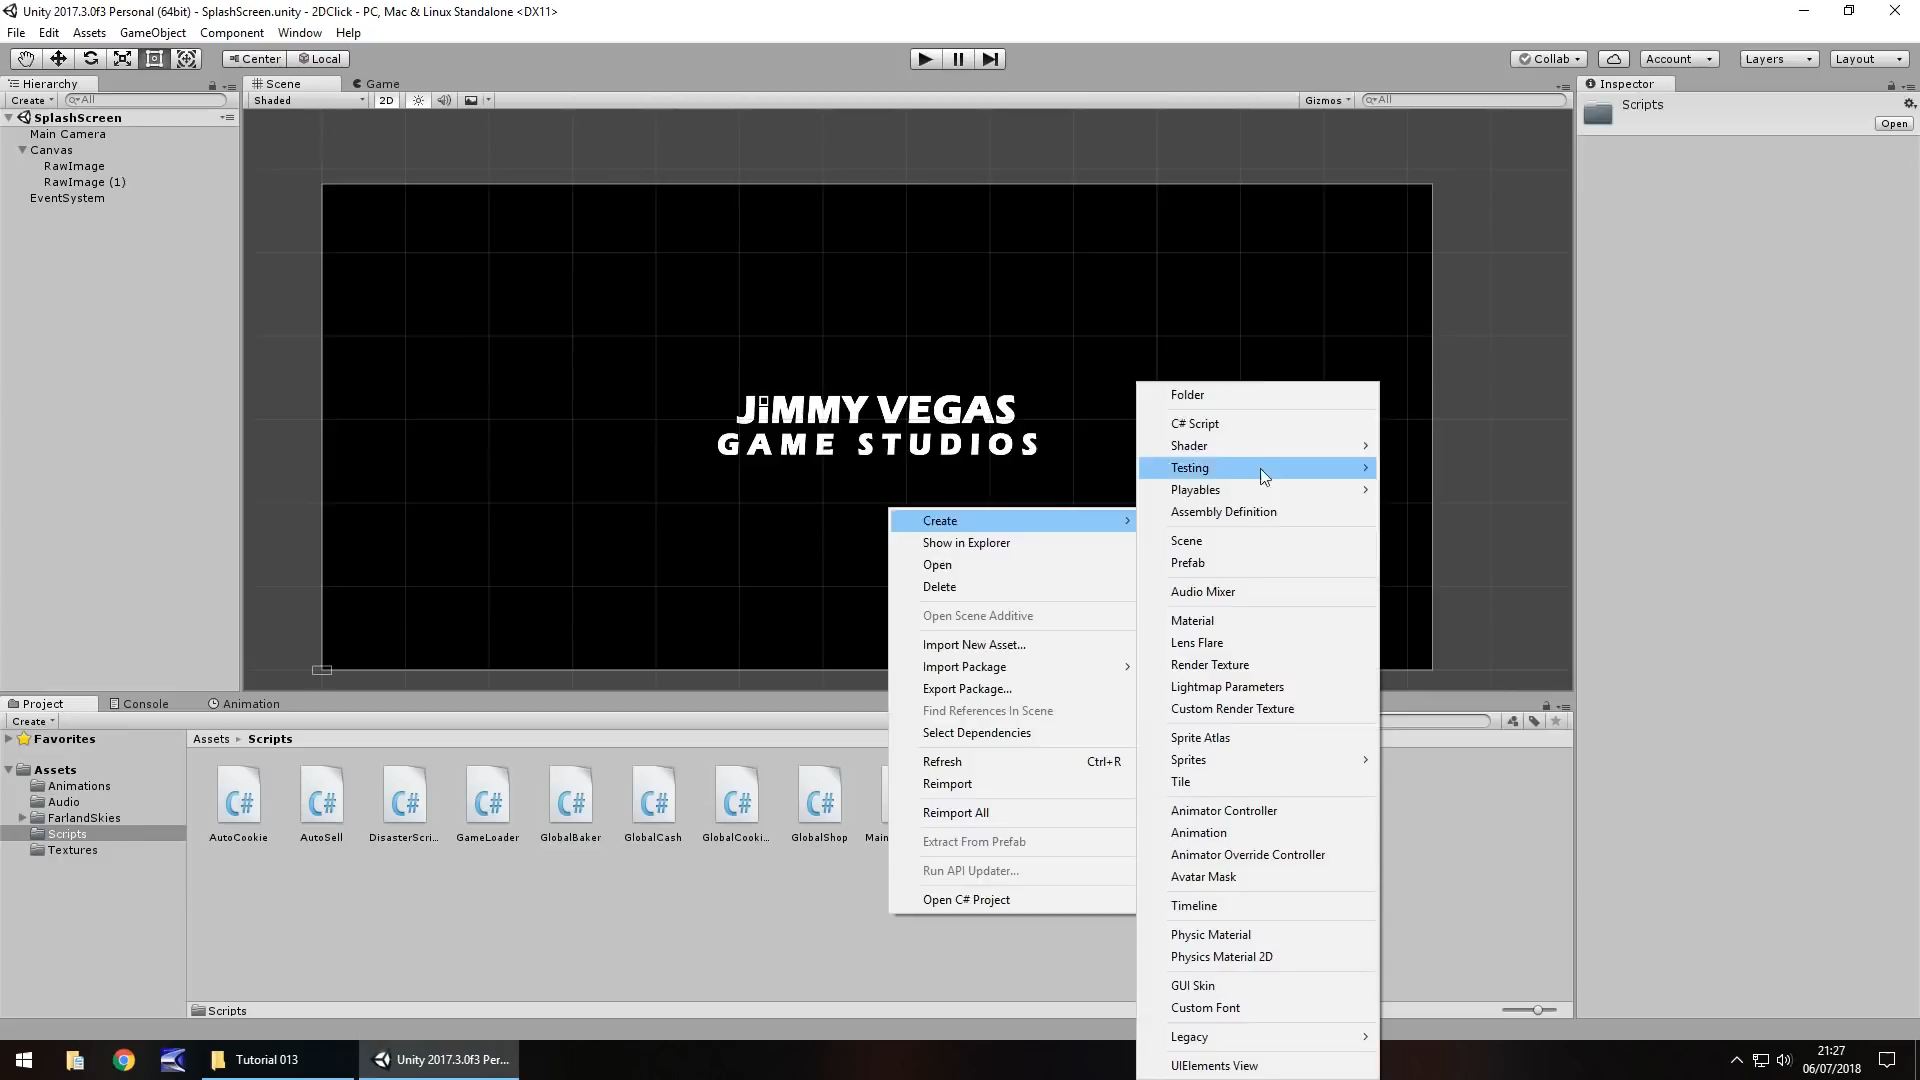 Unity 2017.3.0f3 Personal (64bit) - SplashScreen.unity - 2DClick - PC, Mac & Linux Standalone <DX11>
File Edit Assets GameObject Component Window Help
Center Local Collab Account Layers Layout
Hierarchy Scene Game Inspector
Create All Shaded 2D Gizmos All Scripts
Open
SplashScreen
Main Camera
Canvas
RawImage
RawImage (1)
EventSystem
JiMMY VEGAS
GAME STUDIOS
Create
Show in Explorer
Open
Delete
Open Scene Additive
Import New Asset...
Import Package
Export Package...
Find References In Scene
Select Dependencies
Refresh Ctrl+R
Reimport
Reimport All
Extract From Prefab
Run API Updater...
Open C# Project
Folder
C# Script
Shader
Testing
Playables
Assembly Definition
Scene
Prefab
Audio Mixer
Material
Lens Flare
Render Texture
Lightmap Parameters
Custom Render Texture
Sprite Atlas
Sprites
Tile
Animator Controller
Animation
Animator Override Controller
Avatar Mask
Timeline
Physic Material
Physics Material 2D
GUI Skin
Custom Font
Legacy
UIElements View
Project Console Animation
Create
Favorites
Assets
Animations
Audio
FarlandSkies
Scripts
Textures
Assets Scripts
C# C# C# C# C# C# C# C#
AutoCookie AutoSell DisasterScri... GameLoader GlobalBaker GlobalCash GlobalCooki... GlobalShop Main
Scripts
Tutorial 013 Unity 2017.3.0f3 Per...
21:27
06/07/2018